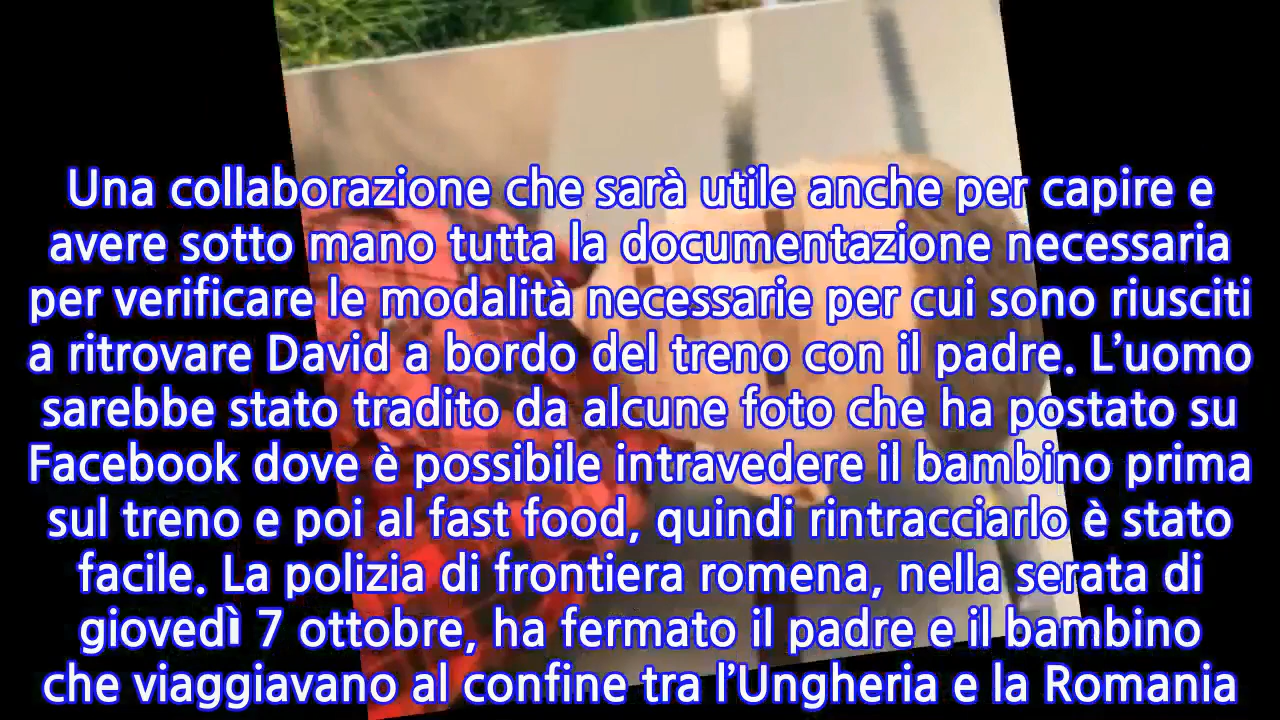 Una collaborazione che sarà utile anche per capire e
avere sotto mano tutta la documentazione necessaria
per verificare le modalità necessarie per cui sono riusciti
a ritrovare David a bordo del treno con il padre. L’uomo
sarebbe stato tradito da alcune foto che ha postato su
Facebook dove è possibile intravedere il bambino prima
sul treno e poi al fast food, quindi rintracciarlo è stato
facile. La polizia di frontiera romena, nella serata di
giovedì 7 ottobre, ha fermato il padre e il bambino
che viaggiavano al confine tra l’Ungheria e la Romania